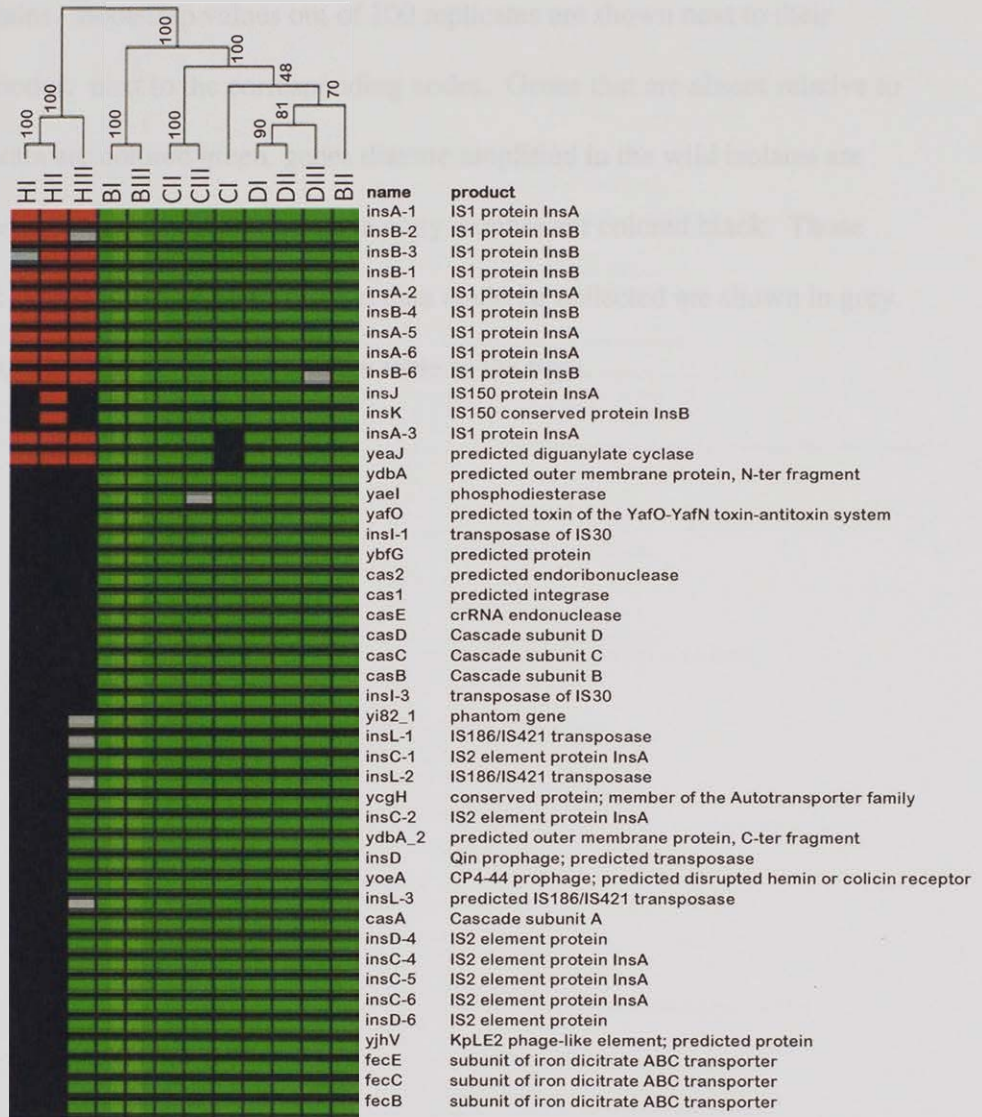 100
100
100
100
100
100
48
70
81
90
HI HII HIII BI BIII CII CIII CI DI DII DIII BII
name product
insA-1 IS1 protein InsA
insB-2 IS1 protein InsB
insB-3 IS1 protein InsB
insB-1 IS1 protein InsB
insA-2 IS1 protein InsA
insB-4 IS1 protein InsB
insA-5 IS1 protein InsA
insA-6 IS1 protein InsA
insB-6 IS1 protein InsB
insJ IS150 protein InsA
insK IS150 conserved protein InsB
insA-3 IS1 protein InsA
yeaJ predicted diguanylate cyclase
ydbA predicted outer membrane protein, N-ter fragment
yaeI phosphodiesterase
yafO predicted toxin of the YafO-YafN toxin-antitoxin system
insI-1 transposase of IS30
ybfG predicted protein
cas2 predicted endoribonuclease
cas1 predicted integrase
casE crRNA endonuclease
casD Cascade subunit D
casC Cascade subunit C
casB Cascade subunit B
insI-3 transposase of IS30
yi82_1 phantom gene
insL-1 IS186/IS421 transposase
insC-1 IS2 element protein InsA
insL-2 IS186/IS421 transposase
ycgH conserved protein; member of the Autotransporter family
insC-2 IS2 element protein InsA
ydbA_2 predicted outer membrane protein, C-ter fragment
insD Qin prophage; predicted transposase
yoeA CP4-44 prophage; predicted disrupted hemin or colicin receptor
insL-3 predicted IS186/IS421 transposase
casA Cascade subunit A
insD-4 IS2 element protein
insC-4 IS2 element protein InsA
insC-5 IS2 element protein InsA
insC-6 IS2 element protein InsA
insD-6 IS2 element protein
yjhV KpLE2 phage-like element; predicted protein
fecE subunit of iron dicitrate ABC transporter
fecC subunit of iron dicitrate ABC transporter
fecB subunit of iron dicitrate ABC transporter